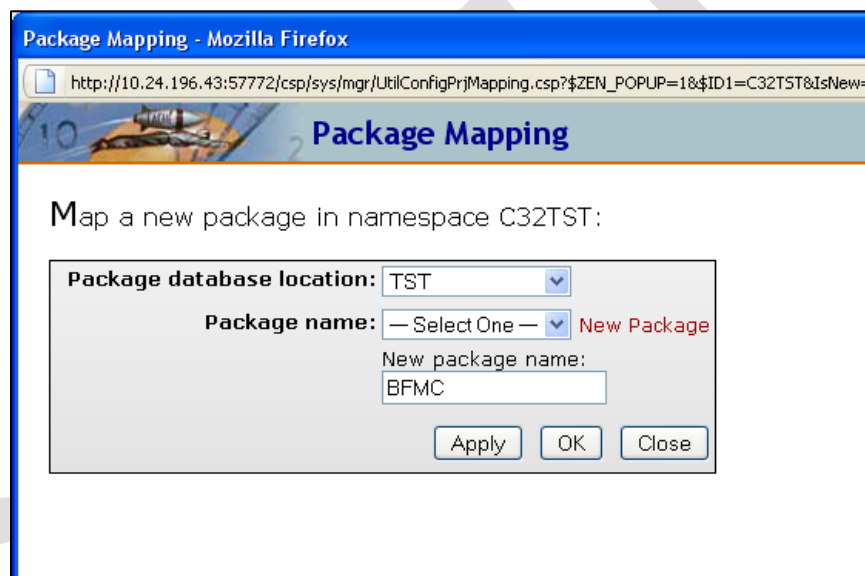 Package Mapping - Mozilla Firefox
http://10.24.196.43:57772/csp/sys/mgr/UtilConfigPrjMapping.csp?$ZEN_POPUP=1&$ID1=C32TST&IsNew=
10 2 Package Mapping
Map a new package in namespace C32TST:
Package database location: TST
Package name: — Select One — New Package
New package name:
BFMC
Apply OK Close